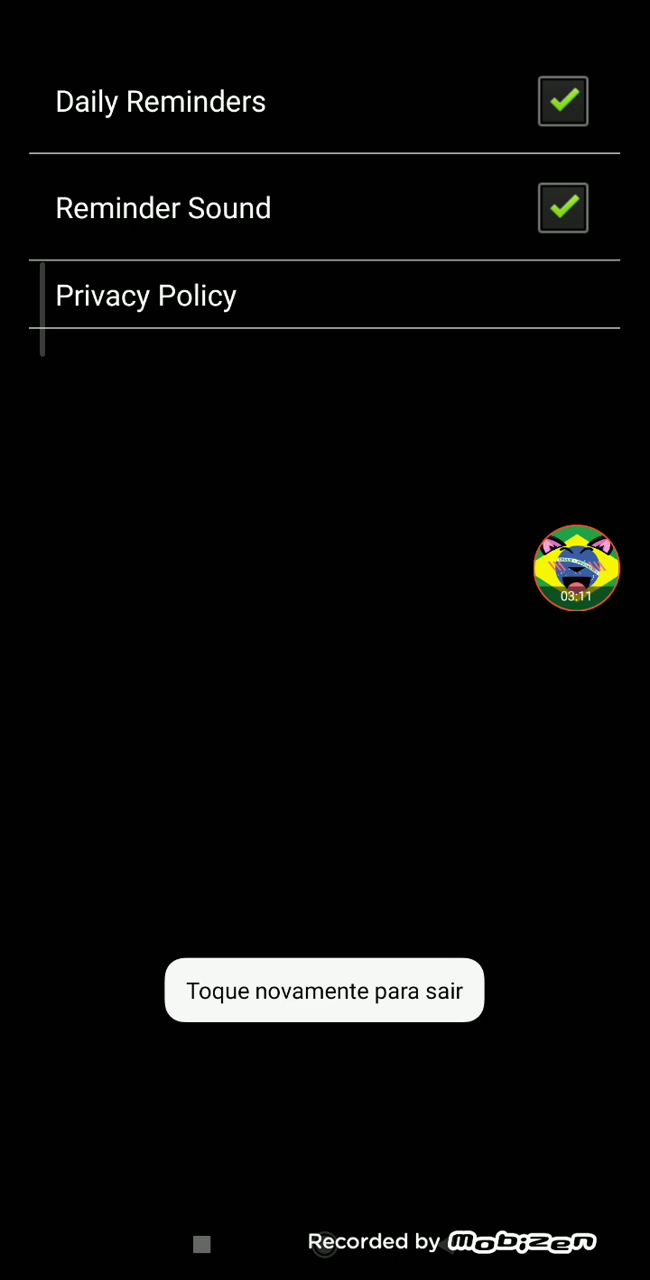 Daily Reminders
Reminder Sound
Privacy Policy
03:11
Toque novamente para sair
Recorded by mobizen